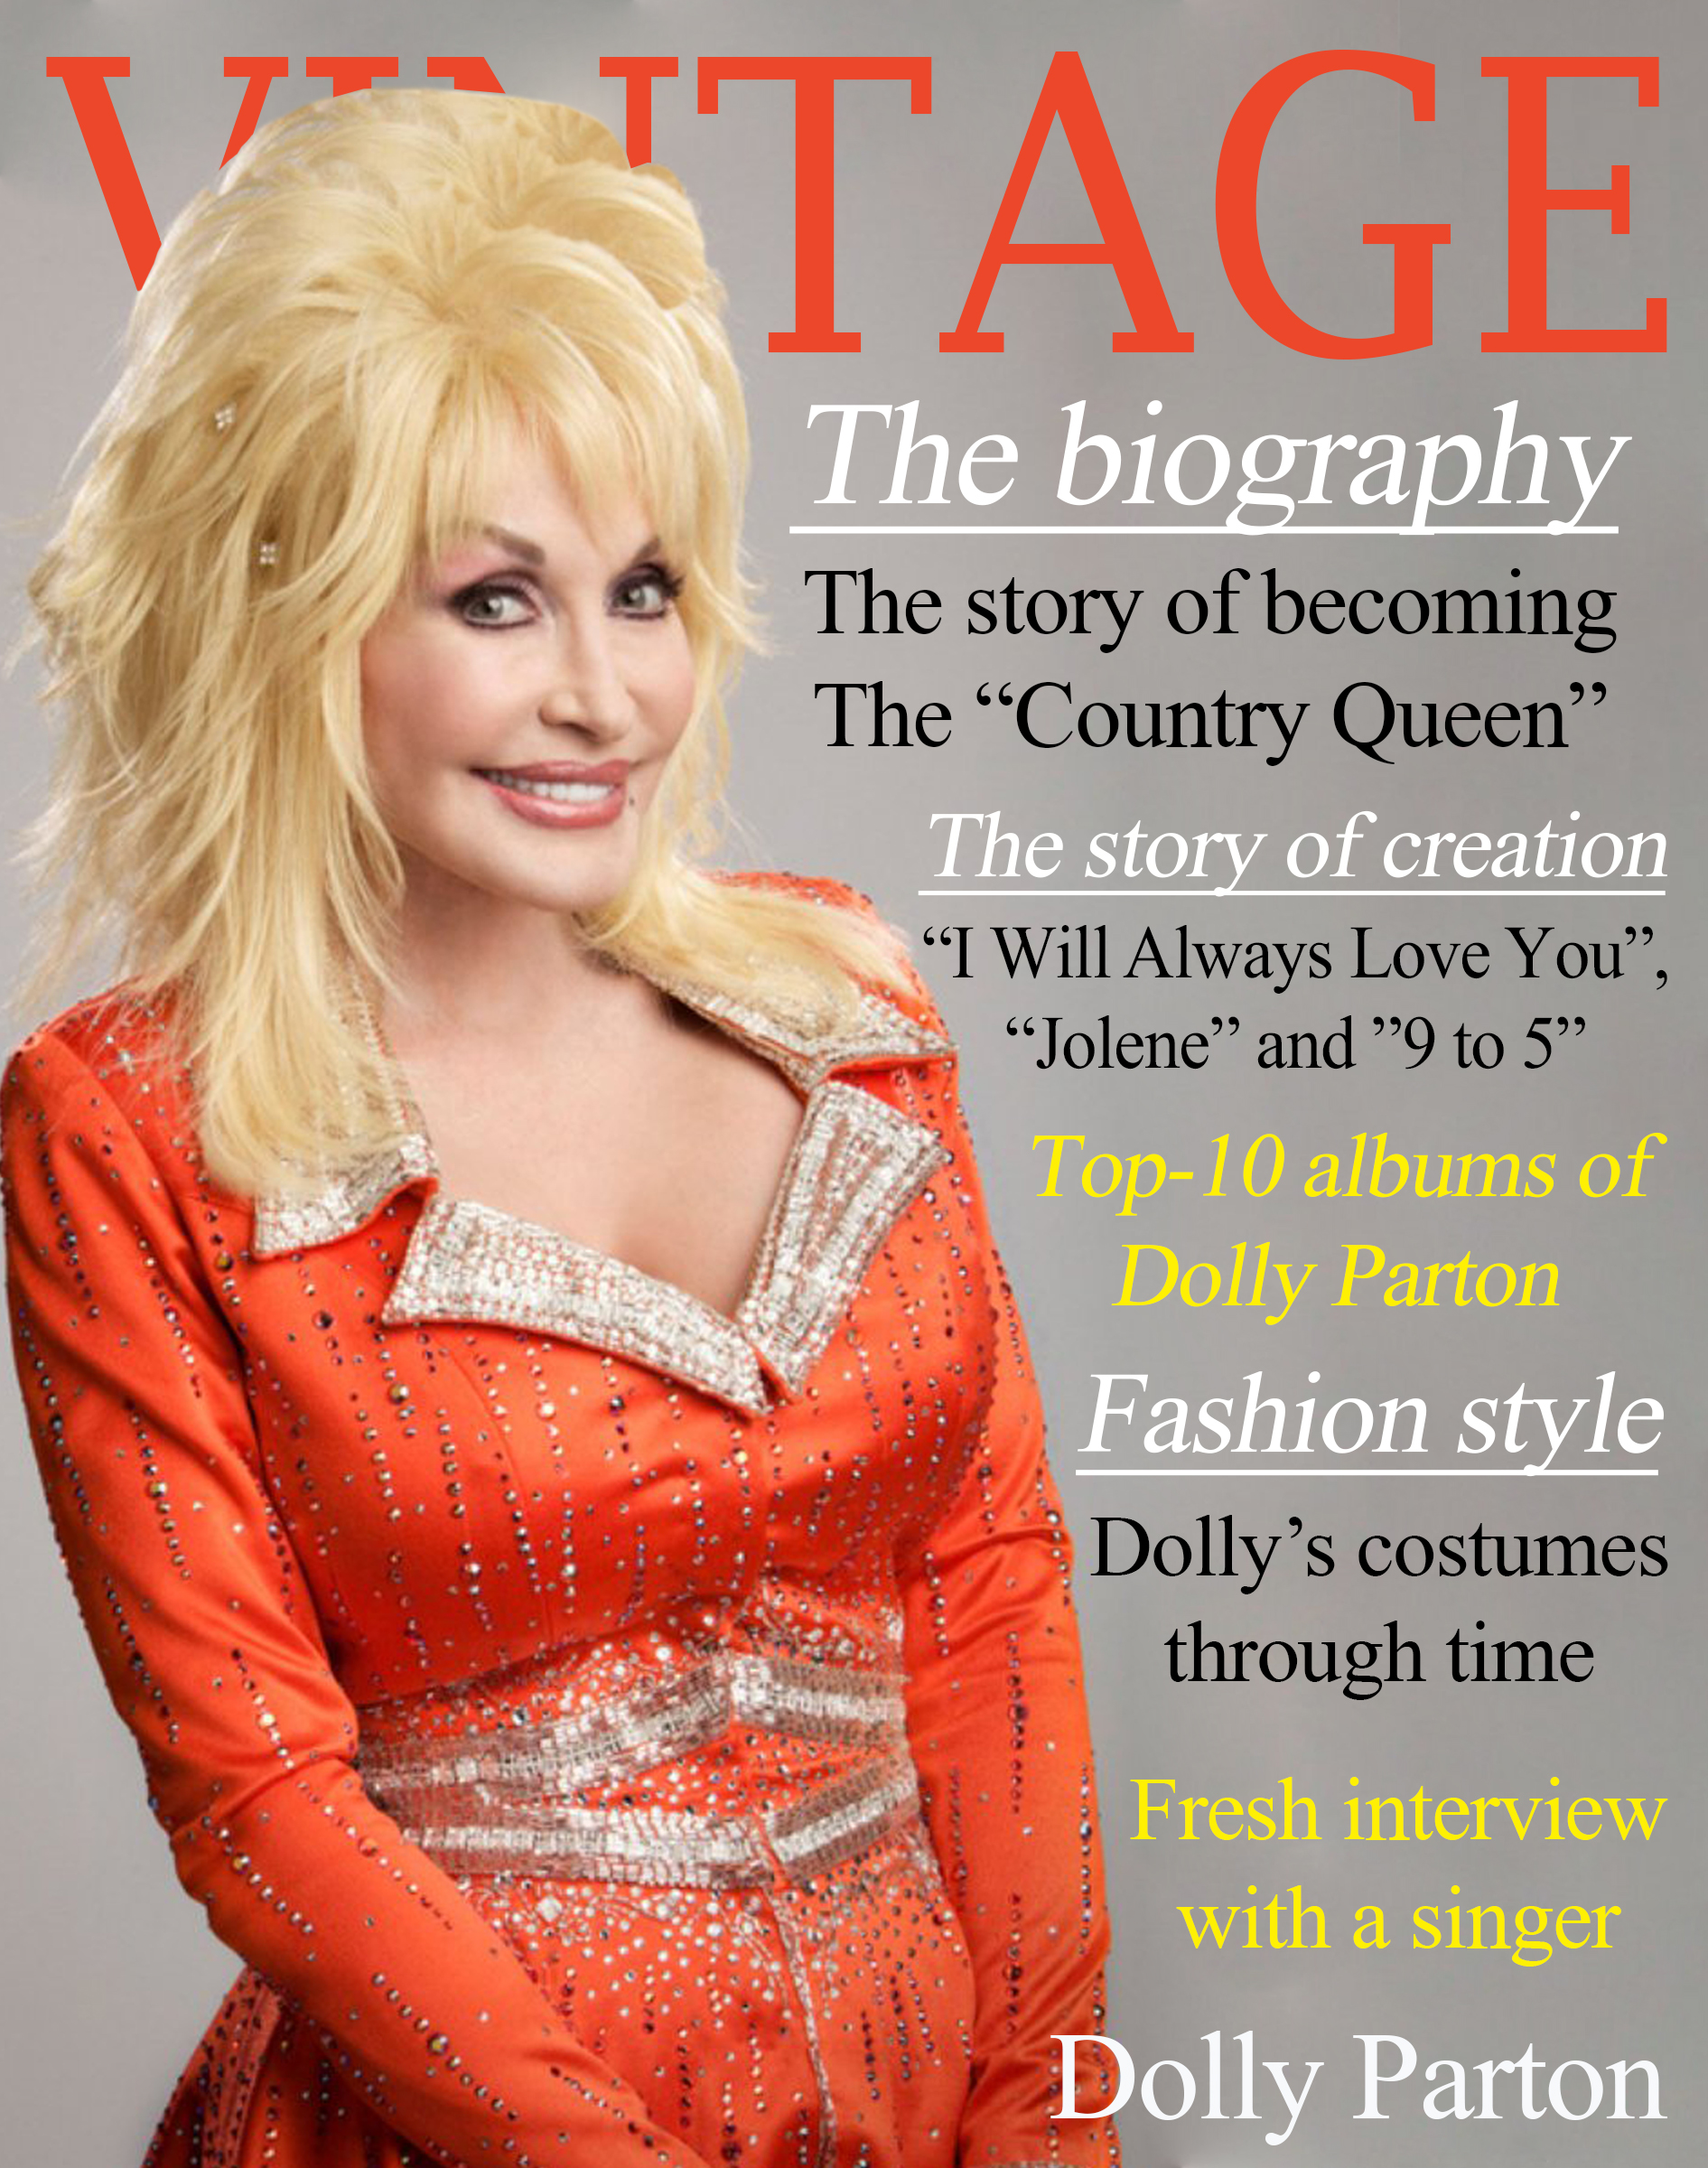 VINTAGE
The biography
The story of becoming
The “Country Queen”
The story of creation
“I Will Always Love You”,
“Jolene” and ”9 to 5”
Top-10 albums of
Dolly Parton
Fashion style
Dolly’s costumes
through time
Fresh interview
with a singer
Dolly Parton